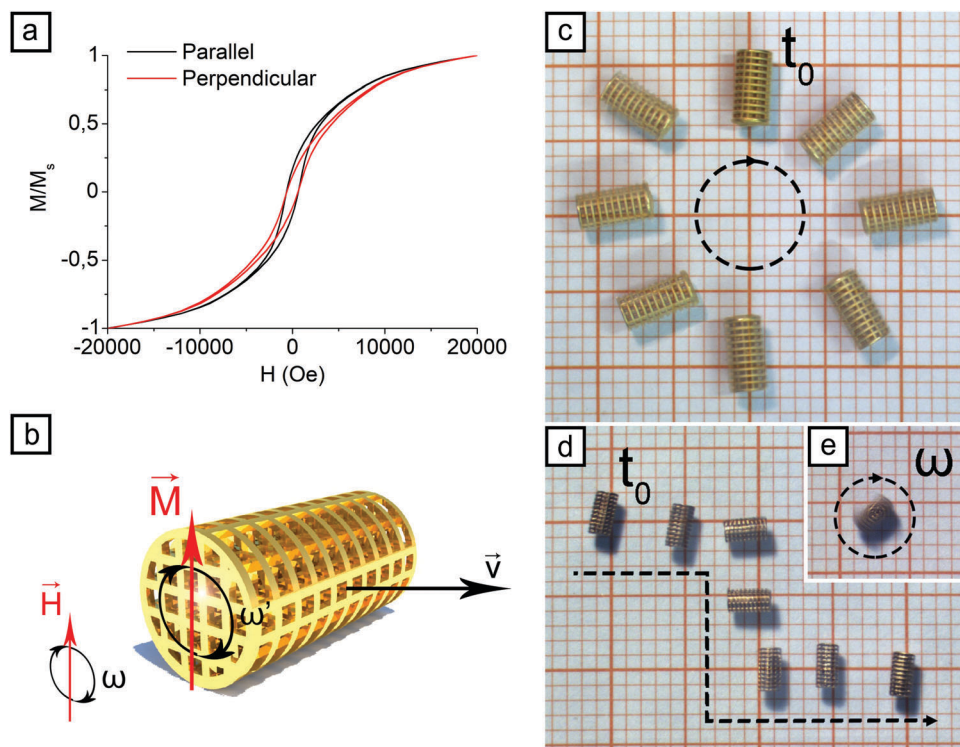 a
Parallel
Perpendicular
1
0,5
0
-0,5
-1
M/Mₛ
-20000 -10000 0 10000 20000
H (Oe)
b
M⃗
H⃗
ω
ω'
v⃗
c
t₀
d
t₀
e
ω